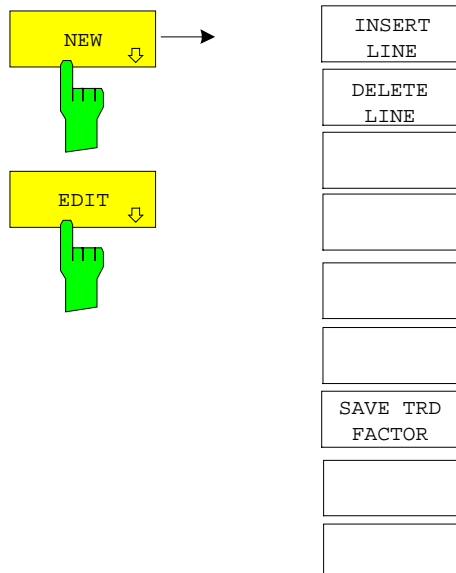 NEW
EDIT
INSERT
LINE
DELETE
LINE
SAVE TRD
FACTOR